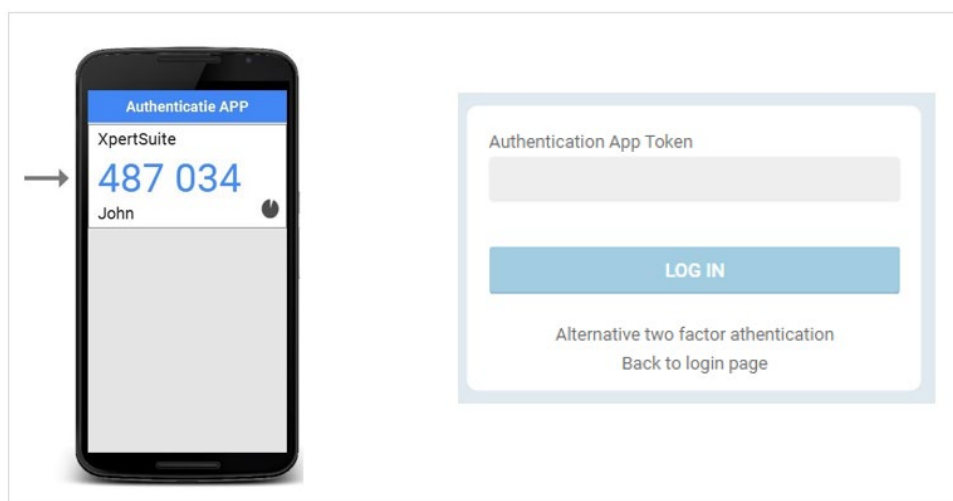 Authenticatie APP
XpertSuite
487 034
John
Authentication App Token
LOG IN
Alternative two factor athentication
Back to login page